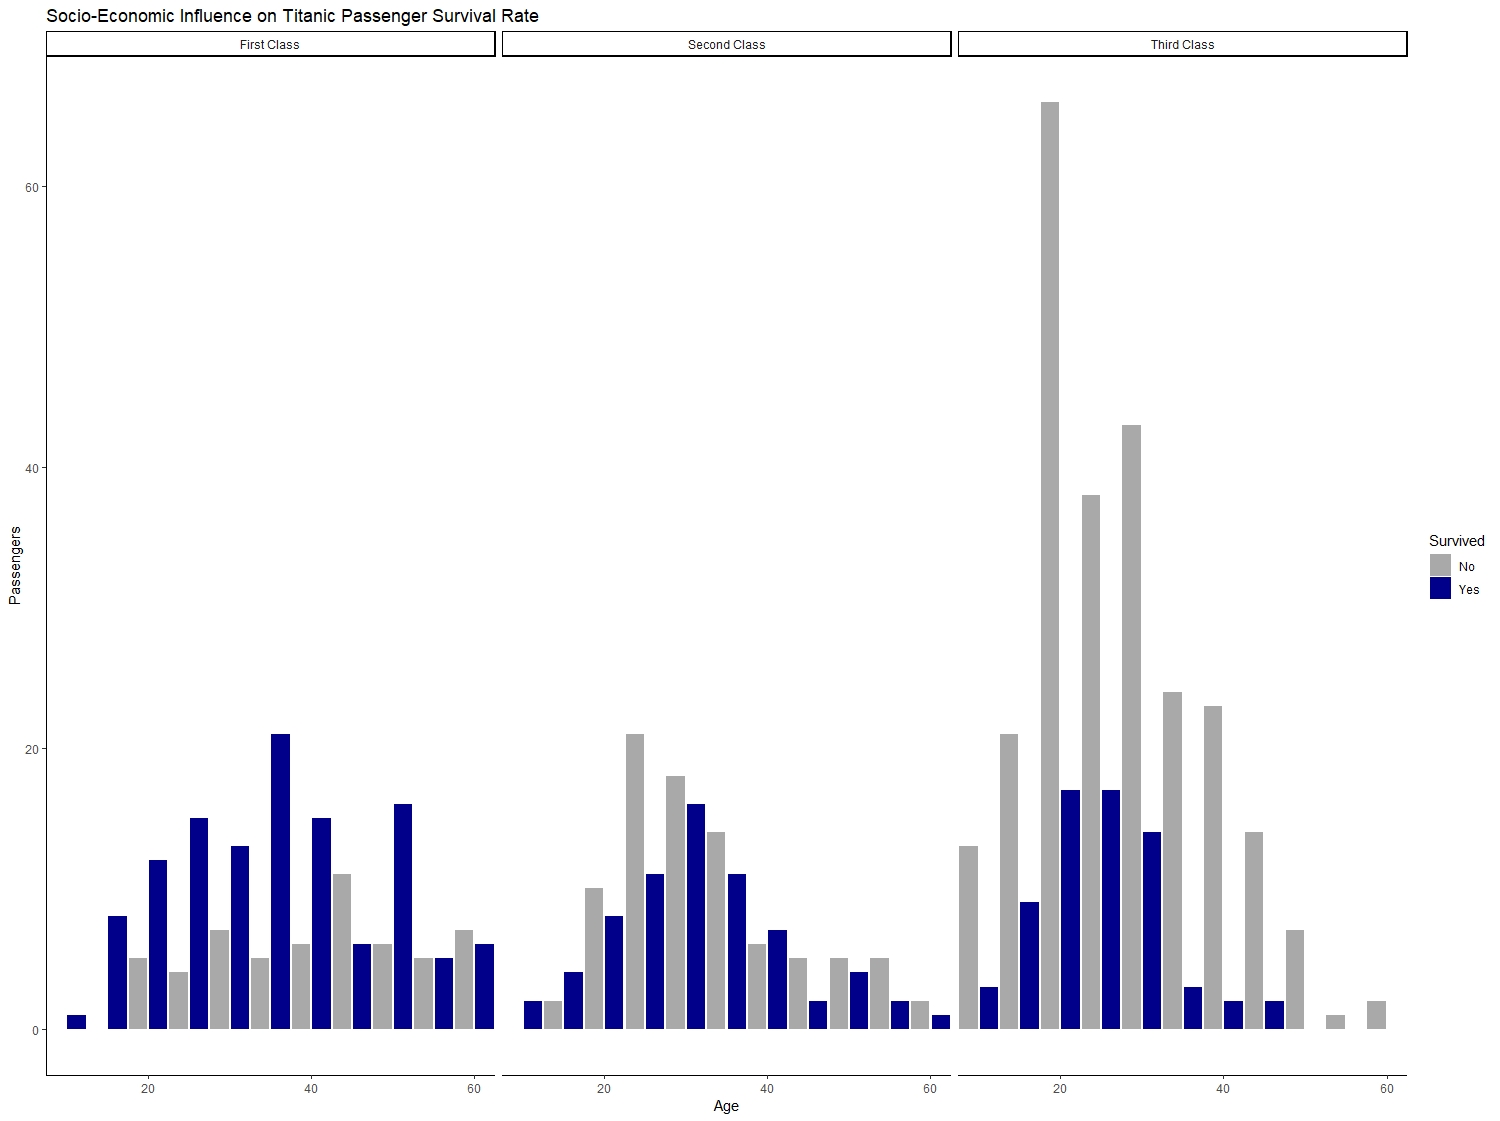 Socio-Economic Influence on Titanic Passenger Survival Rate
First Class
Second Class
Third Class
60
40
20
0
Passengers
20
40
60
20
40
60
20
40
60
Age
Survived
No
Yes